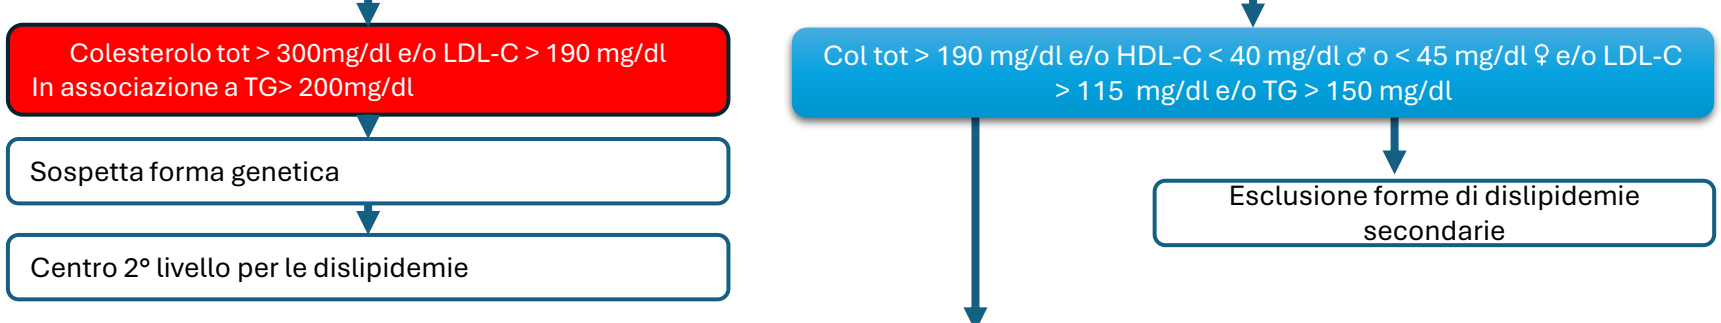 Colesterolo tot > 300mg/dl e/o LDL-C > 190 mg/dl
In associazione a TG> 200mg/dl
Sospetta forma genetica
Centro 2° livello per le dislipidemie
Col tot > 190 mg/dl e/o HDL-C < 40 mg/dl ♂ o < 45 mg/dl ♀ e/o LDL-C
> 115 mg/dl e/o TG > 150 mg/dl
Esclusione forme di dislipidemie
secondarie